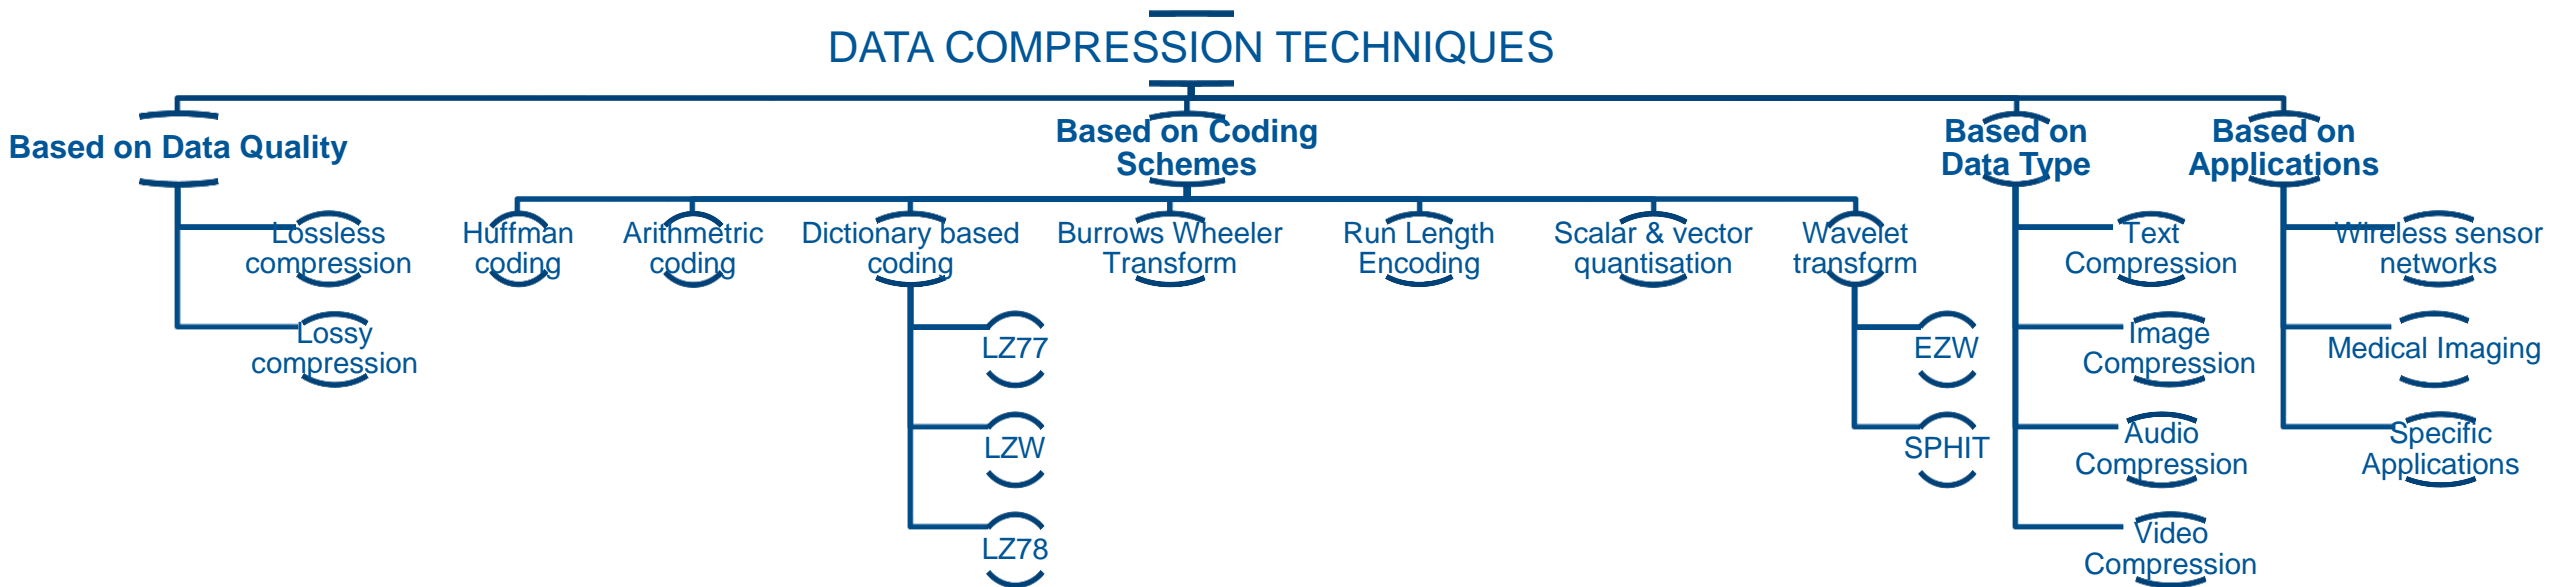 DATA COMPRESSION TECHNIQUES
Based on Data Quality
Lossless
compression
Lossy
compression
Based on Coding
Schemes
Huffman
coding
Arithmetric
coding
Dictionary based
coding
LZ77
LZW
LZ78
Burrows Wheeler
Transform
Run Length
Encoding
Scalar & vector
quantisation
Wavelet
transform
EZW
SPHIT
Based on
Data Type
Text
Compression
Image
Compression
Audio
Compression
Video
Compression
Based on
Applications
Wireless sensor
networks
Medical Imaging
Specific
Applications